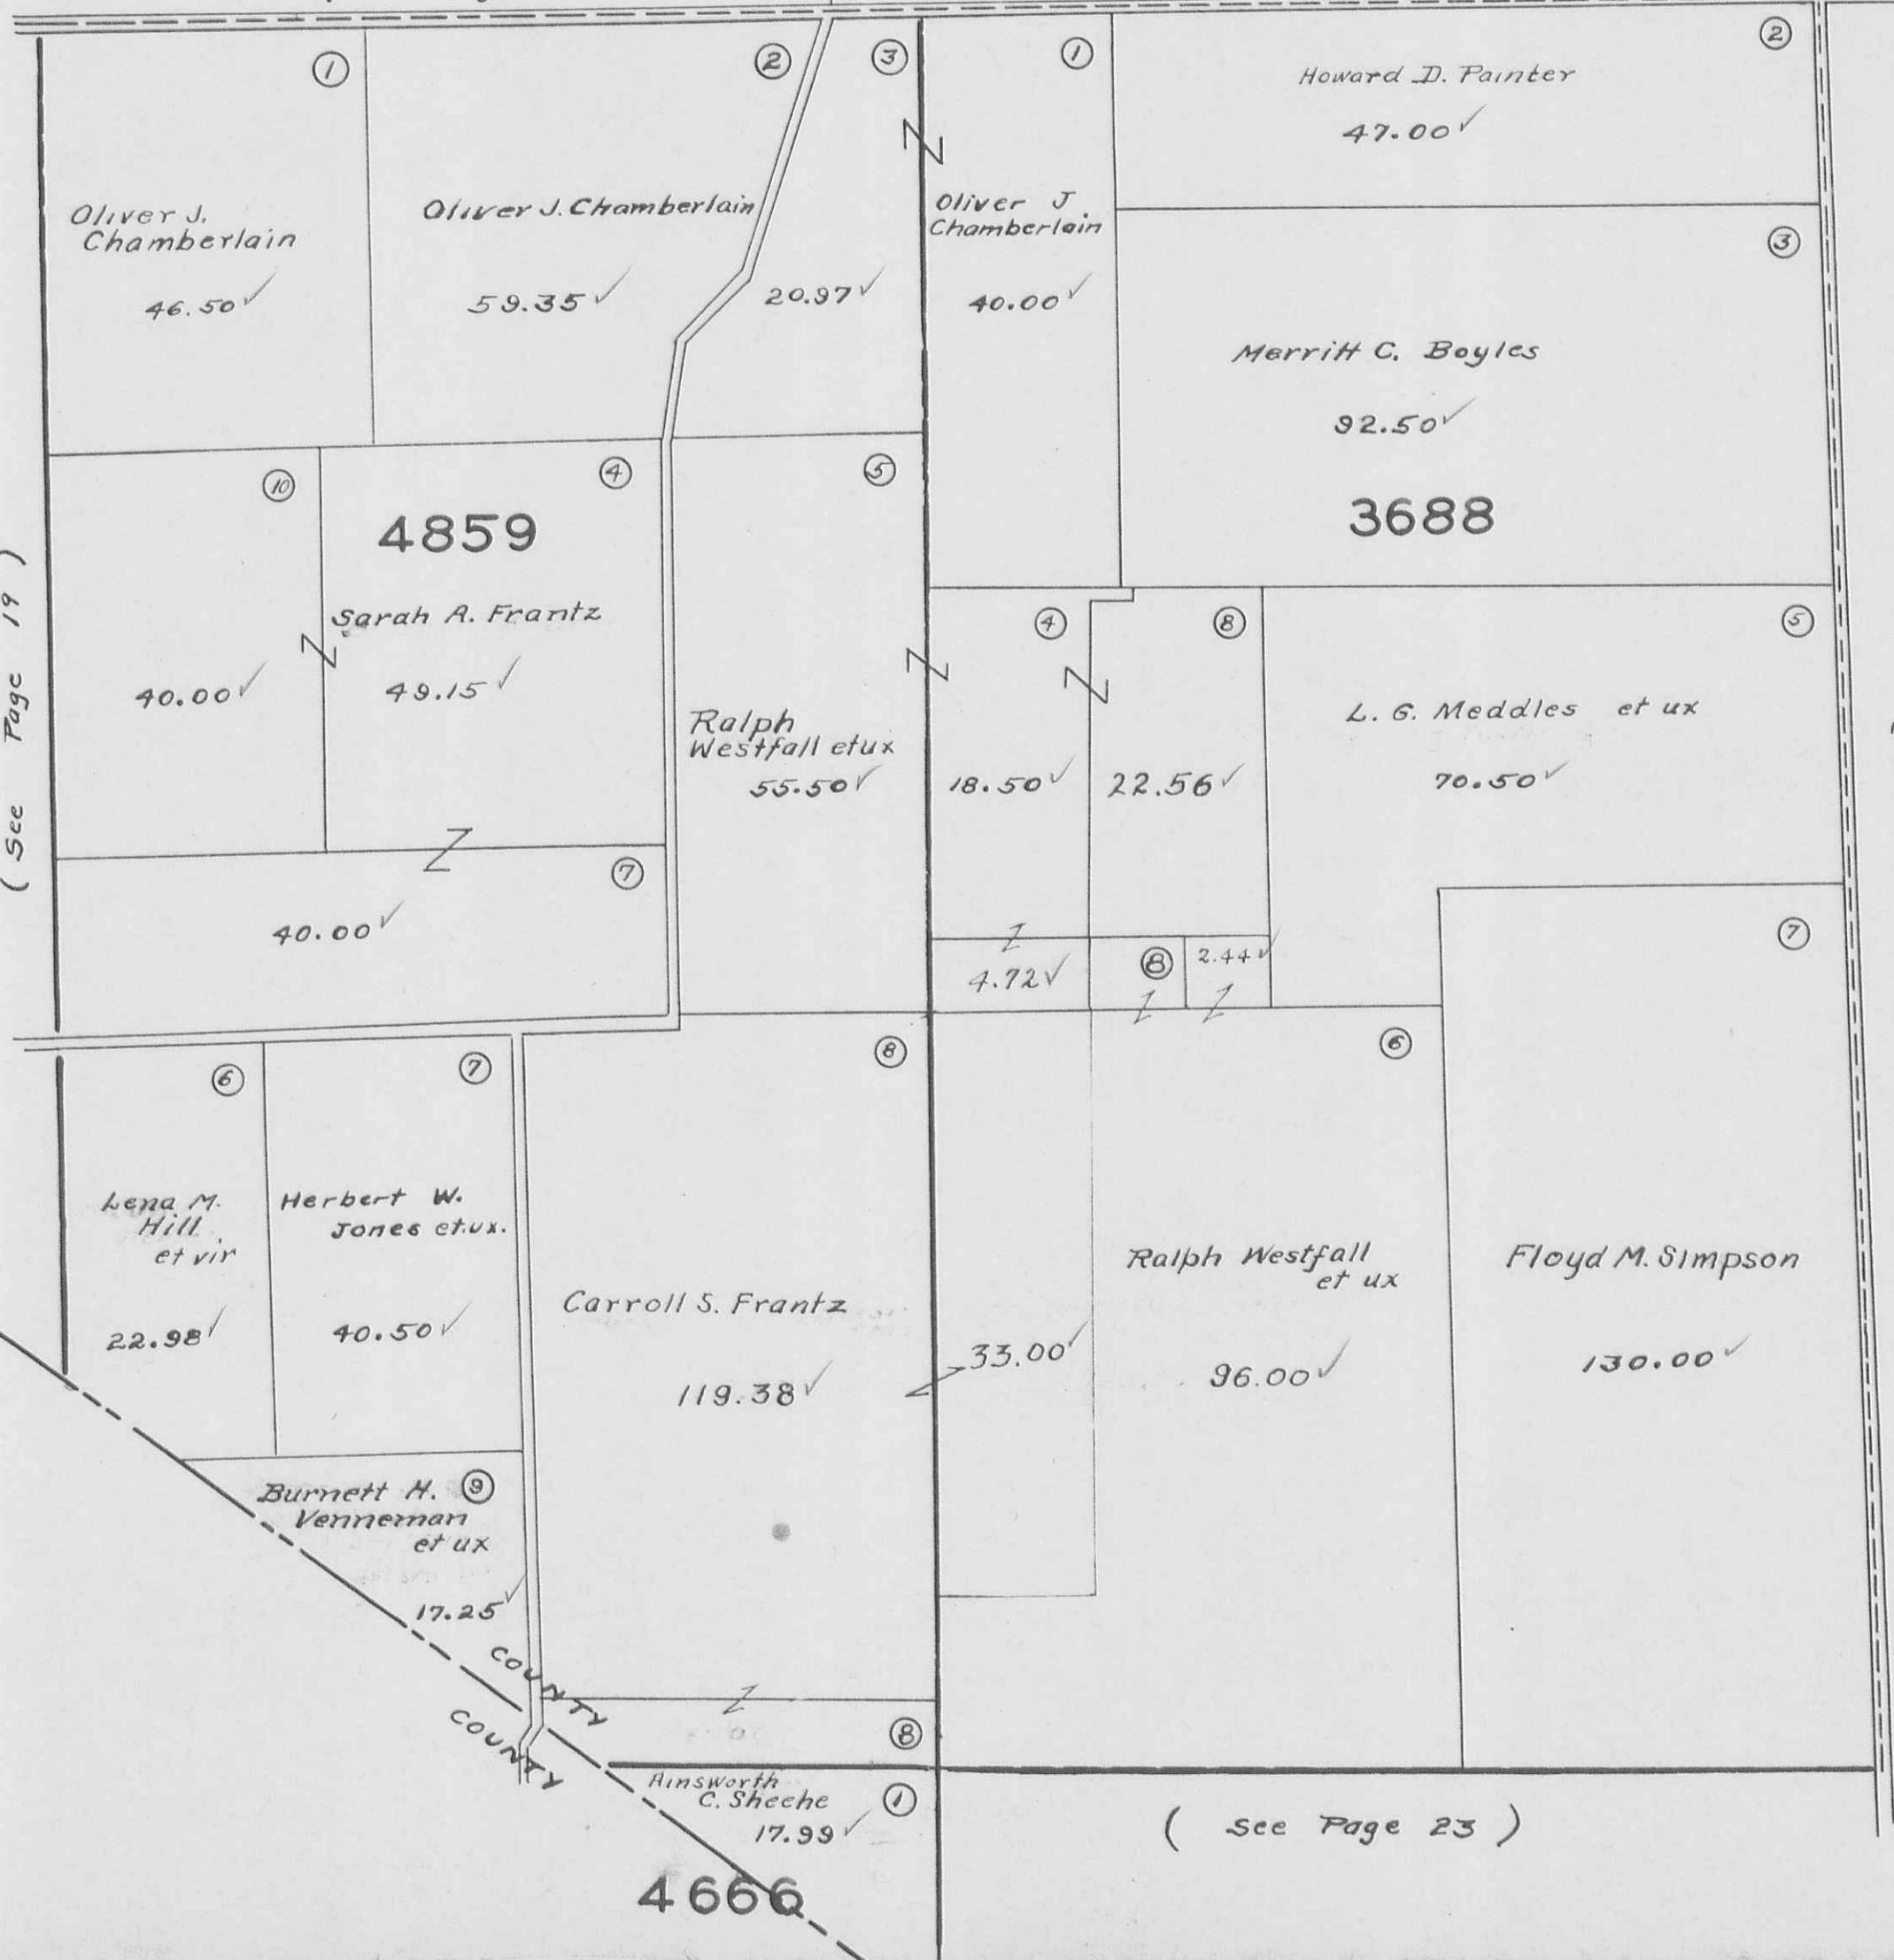 1
2
3
1
2
Howard D. Painter
47.00
Oliver J.
Chamberlain
46.50
Oliver J. Chamberlain
59.35
20.97
Oliver J.
Chamberlain
40.00
3
Merritt C. Boyles
92.50
3688
10
4
4859
5
Sarah A. Frantz
40.00
49.15
Ralph
Westfall et ux
55.50
4
8
5
L. G. Meddles et ux
18.50
22.56
70.50
(See Page 19)
7
40.00
4.72
8
2.44
7
6
7
8
6
Lena M.
Hill
et vir
22.98
Herbert W.
Jones et.ux.
40.50
Carroll S. Frantz
119.38
33.00
Ralph Westfall
et ux
96.00
Floyd M. Simpson
130.00
Burnett H.
Venneman
et ux
9
17.25
COUNTY
COUNTY
8
Ainsworth
C. Sheehe
1
17.99
4666
( See Page 23 )